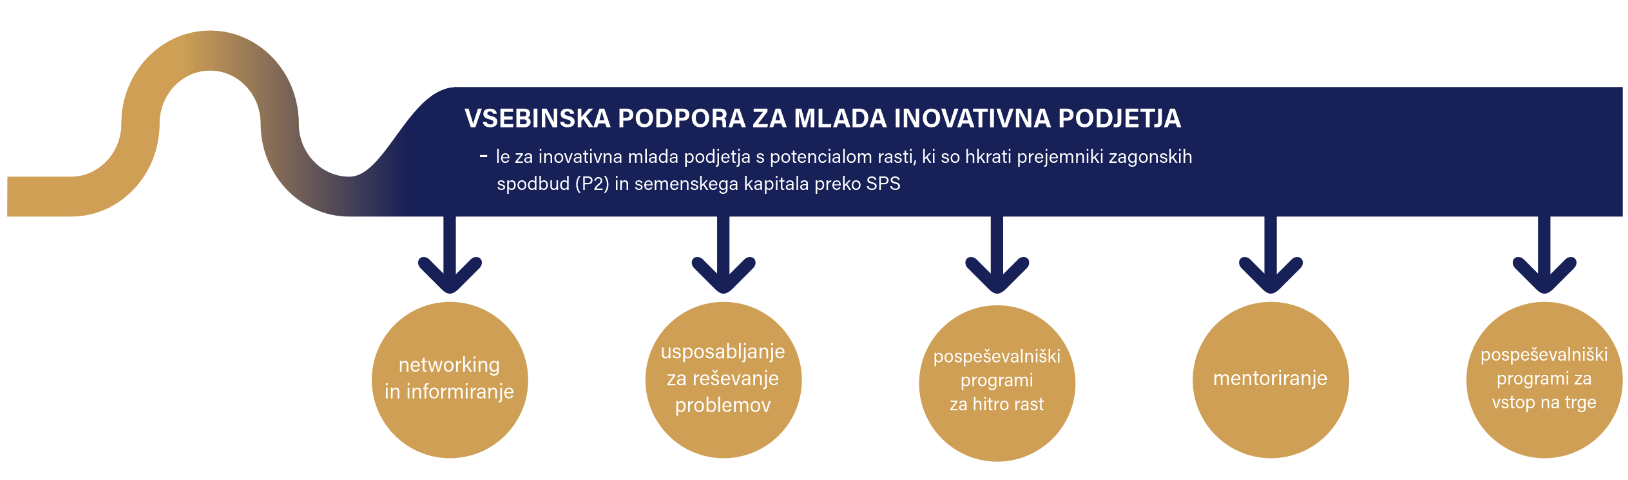 VSEBINSKA PODPORA ZA MLADA INOVATIVNA PODJETJA
- le za inovativna mlada podjetja s potencialom rasti, ki so hkrati prejemniki zagonskih
spodbud (P2) in semenskega kapitala preko SPS
networking
in informiranje
usposabljanje
za reševanje
problemov
pospeševalniški
programi
za hitro rast
mentoriranje
pospeševalniški
programi za
vstop na trge